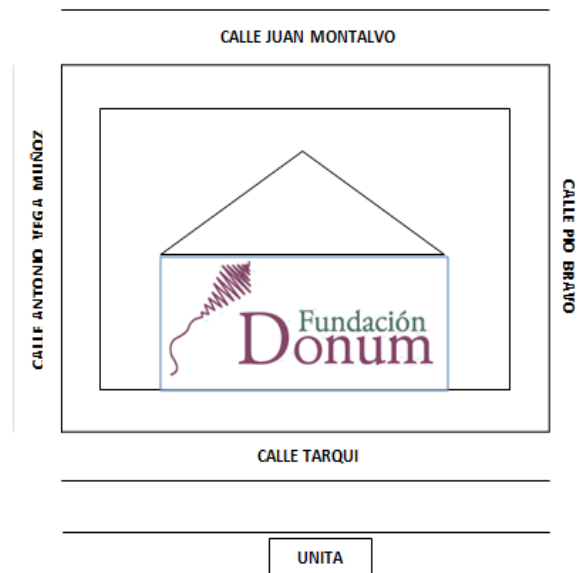 CALLE JUAN MONTALVO
CALLE ANTONIO VEGA MUÑOZ
CALLE PIO BRAVO
Fundación
Donum
CALLE TARQUI
UNITA